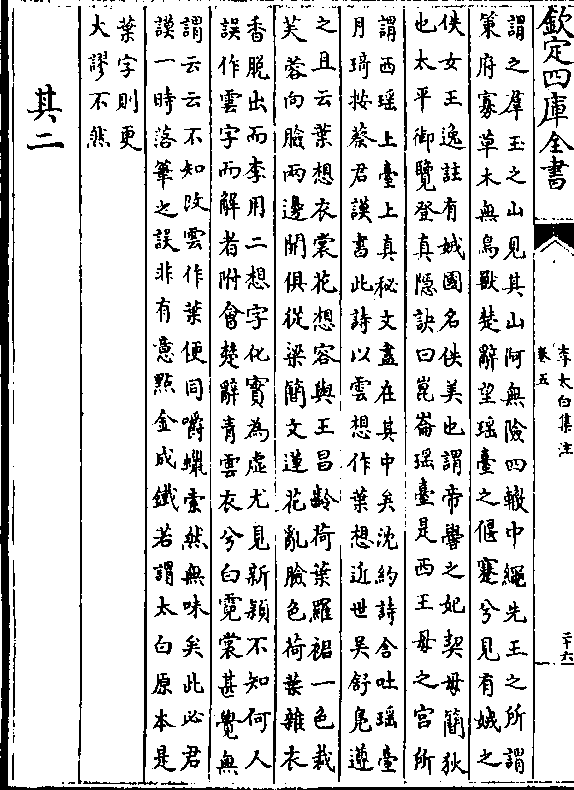 欽定四庫全書
李太白集注
卷五
二十六
謂之羣玉之山見其山阿無險四轍中繩先王之所謂
策府寡草木無鳥獸楚辭望瑶臺之偃蹇兮見有娀之
佚女王逸註有娀國名佚美也謂帝嚳之妃契母簡狄
也太平御覽登真隱訣曰崑崙瑶臺是西王母之宫所
謂西瑶上臺上真秘文盡在其中矣沈約詩含吐瑶臺
月琦按蔡君謨書此詩以雲想作葉想近世吴舒鳬遵
之且云葉想衣裳花想容與王昌齡荷葉羅裙一色裁
芙蓉向臉兩邊開俱從梁簡文蓮花亂臉色荷葉雜衣
香脱出而李用二想字化實為虚尤見新穎不知何人
誤作雲字而解者附會楚辭青雲衣兮白霓裳甚覺無
謂云云不知改雲作葉便同嚼蠟索然無味矣此必君
謨一時落筆之誤非有意點金成鐵若謂太白原本是
葉字則更
大謬不然
其二